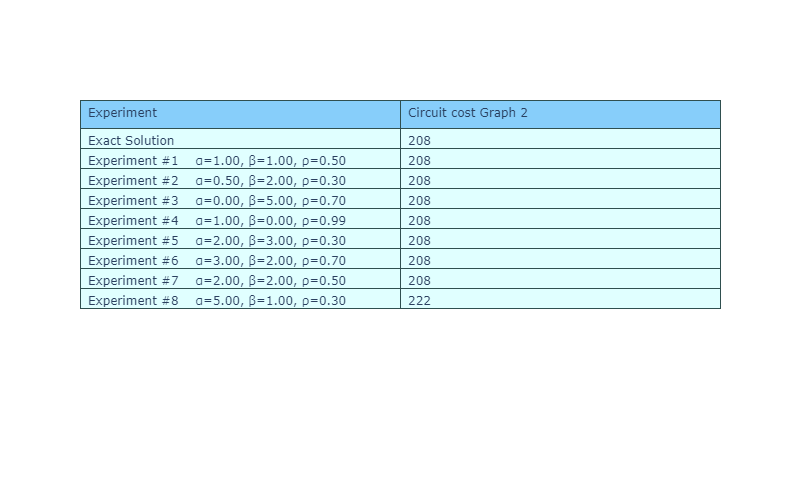 Experiment Circuit cost Graph 2
Exact Solution 208
Experiment #1 α=1.00, β=1.00, ρ=0.50 208
Experiment #2 α=0.50, β=2.00, ρ=0.30 208
Experiment #3 α=0.00, β=5.00, ρ=0.70 208
Experiment #4 α=1.00, β=0.00, ρ=0.99 208
Experiment #5 α=2.00, β=3.00, ρ=0.30 208
Experiment #6 α=3.00, β=2.00, ρ=0.70 208
Experiment #7 α=2.00, β=2.00, ρ=0.50 208
Experiment #8 α=5.00, β=1.00, ρ=0.30 222